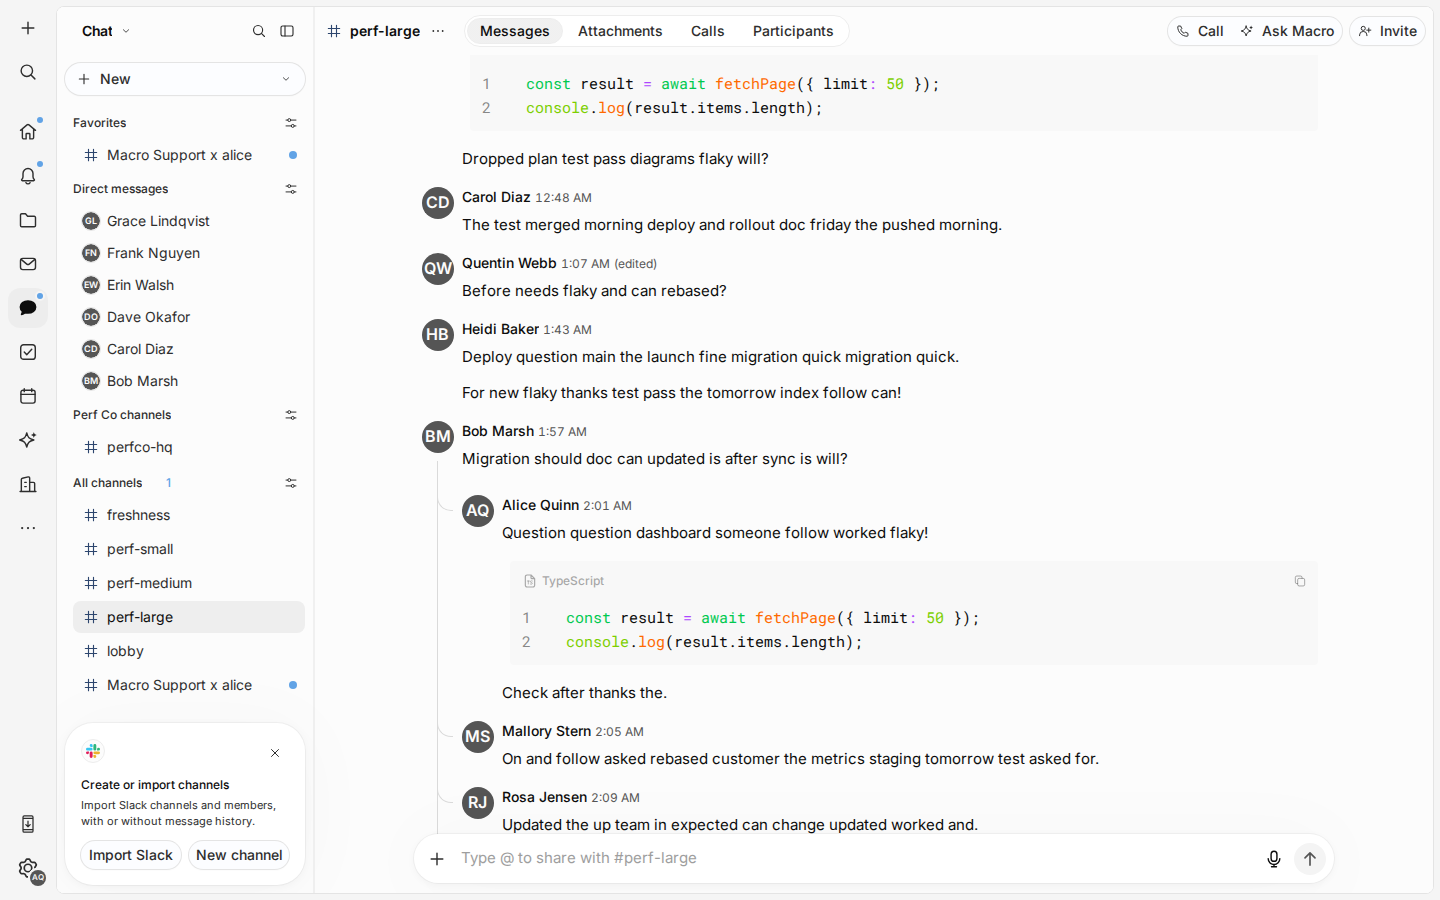 Chat
New
Favorites
Macro Support x alice
Direct messages
GL Grace Lindqvist
FN Frank Nguyen
EW Erin Walsh
DO Dave Okafor
CD Carol Diaz
BM Bob Marsh
Perf Co channels
perfco-hq
All channels 1
freshness
perf-small
perf-medium
perf-large
lobby
Macro Support x alice
Create or import channels
Import Slack channels and members,
with or without message history.
Import Slack New channel
AQ
perf-large Messages Attachments Calls Participants Call Ask Macro Invite
1 const result = await fetchPage({ limit: 50 });
2 console.log(result.items.length);
Dropped plan test pass diagrams flaky will?
CD Carol Diaz 12:48 AM
The test merged morning deploy and rollout doc friday the pushed morning.
QW Quentin Webb 1:07 AM (edited)
Before needs flaky and can rebased?
HB Heidi Baker 1:43 AM
Deploy question main the launch fine migration quick migration quick.
For new flaky thanks test pass the tomorrow index follow can!
BM Bob Marsh 1:57 AM
Migration should doc can updated is after sync is will?
AQ Alice Quinn 2:01 AM
Question question dashboard someone follow worked flaky!
TypeScript
1 const result = await fetchPage({ limit: 50 });
2 console.log(result.items.length);
Check after thanks the.
MS Mallory Stern 2:05 AM
On and follow asked rebased customer the metrics staging tomorrow test asked for.
RJ Rosa Jensen 2:09 AM
Updated the up team in expected can change updated worked and.
Type @ to share with #perf-large